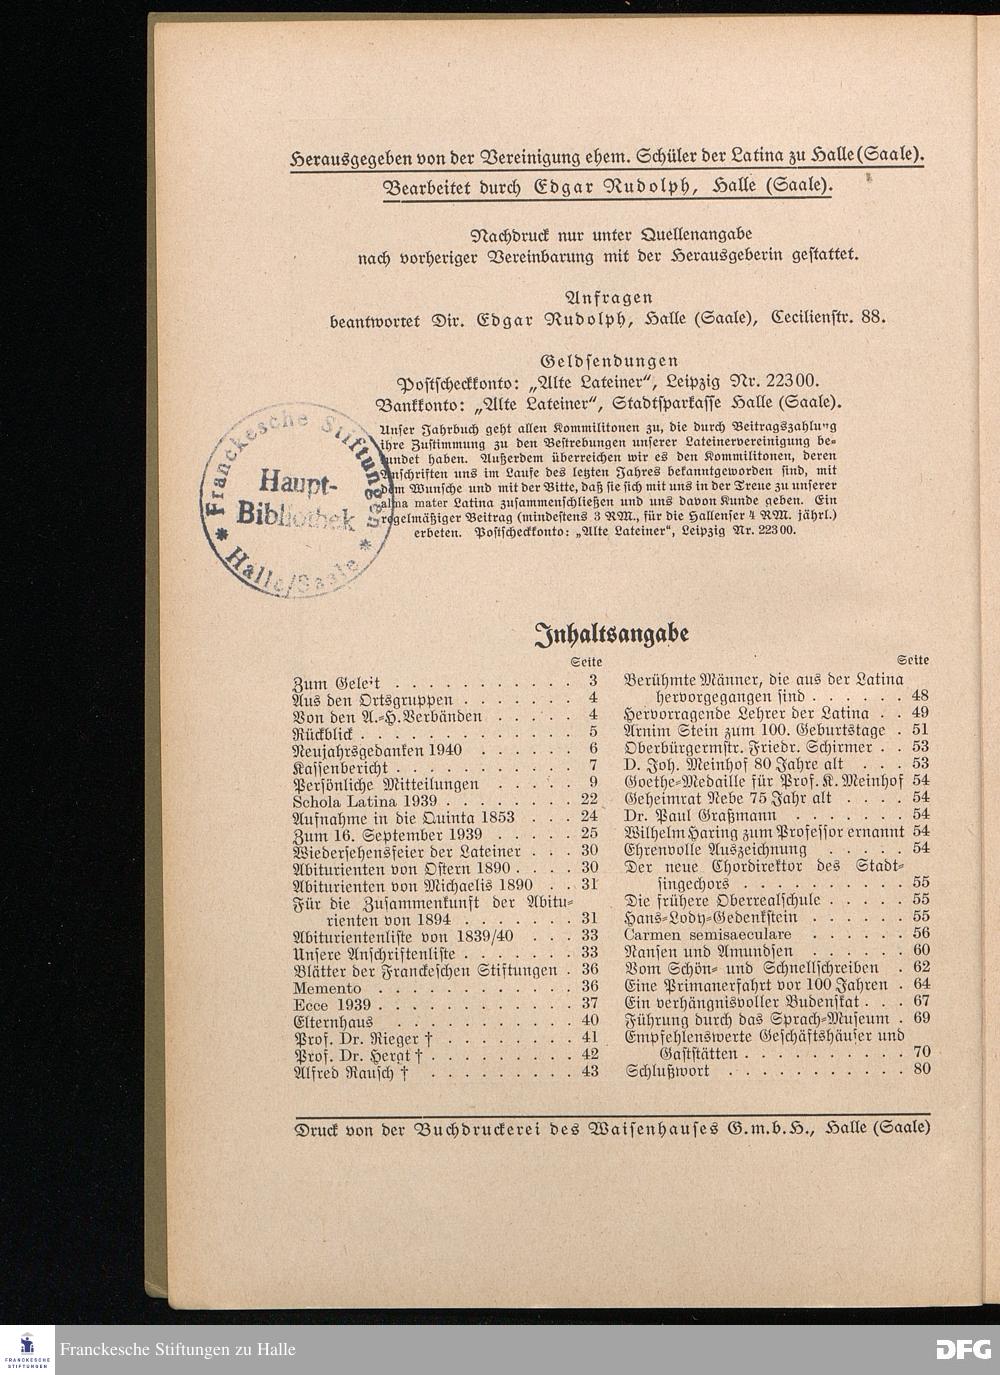 Herausgegeben von der Vereinigung ehem. Schüler der Latina zu Halle (Saale).
Bearbeitet durch Edgar Rudolph, Halle (Saale).
Nachdruck nur unter Quellenangabe
nach vorheriger Vereinbarung mit der Herausgeberin gestattet.
Anfragen
beantwortet Dir. Edgar Rudolph, Halle (Saale), Cecilienstr. 88.
Geldsendungen
Postscheckkonto: „Alte Lateiner“, Leipzig Nr. 22300.
Bankkonto: „Alte Lateiner“, Stadtsparkasse Halle (Saale).
Unser Jahrbuch geht allen Kommilitonen zu, die durch Beitragszahlung
ihre Zustimmung zu den Bestrebungen unserer Lateinervereinigung be-
kundet haben. Außerdem überreichen wir es den Kommilitonen, deren
Anschriften uns im Laufe des letzten Jahres bekanntgeworden sind, mit
dem Wunsche und mit der Bitte, daß sie sich mit uns in der Treue zu unserer
alma mater Latina zusammenschließen und uns davon Kunde geben. Ein
regelmäßiger Beitrag (mindestens 3 RM., für die Hallenser 4 RM. jährl.)
erbeten. Postscheckkonto: „Alte Lateiner“, Leipzig Nr. 22300.
Franckesche Stiftungen
Haupt-
Bibliothek
* Halle/Saale *
Inhaltsangabe
Seite
Zum Geleit . . . . . . . . . . . 3
Aus den Ortsgruppen . . . . . . . 4
Von den A.-H.Verbänden . . . . . . 4
Rückblick . . . . . . . . . . . . 5
Neujahrsgedanken 1940 . . . . . . 6
Kassenbericht . . . . . . . . . . . 7
Persönliche Mitteilungen . . . . . 9
Schola Latina 1939 . . . . . . . . 22
Aufnahme in die Quinta 1853 . . . 24
Zum 16. September 1939 . . . . . 25
Wiedersehensfeier der Lateiner . . . 30
Abiturienten von Ostern 1890 . . . . 30
Abiturienten von Michaelis 1890 . . 31
Für die Zusammenkunft der Abitu-
rienten von 1894 . . . . . . . 31
Abiturientenliste von 1839/40 . . . 33
Unsere Anschriftenliste . . . . . . 33
Blätter der Franckeschen Stiftungen . 36
Memento . . . . . . . . . . . . 36
Ecce 1939 . . . . . . . . . . . . 37
Elternhaus . . . . . . . . . . . 40
Prof. Dr. Rieger † . . . . . . . . 41
Prof. Dr. Hergt † . . . . . . . . . 42
Alfred Rausch † . . . . . . . . . 43
Seite
Berühmte Männer, die aus der Latina
hervorgegangen sind . . . . . . 48
Hervorragende Lehrer der Latina . . 49
Arnim Stein zum 100. Geburtstage . 51
Oberbürgermstr. Friedr. Schirmer . . 53
D. Joh. Meinhof 80 Jahre alt . . . 53
Goethe-Medaille für Prof. K. Meinhof 54
Geheimrat Nebe 75 Jahr alt . . . . 54
Dr. Paul Graßmann . . . . . . . 54
Wilhelm Haring zum Professor ernannt 54
Ehrenvolle Auszeichnung . . . . . 54
Der neue Chordirektor des Stadt-
singechors . . . . . . . . . . 55
Die frühere Oberrealschule . . . . . 55
Hans-Lody-Gedenkstein . . . . . . 55
Carmen semisaeculare . . . . . . 56
Nansen und Amundsen . . . . . . 60
Vom Schön- und Schnellschreiben . 62
Eine Primanerfahrt vor 100 Jahren . 64
Ein verhängnisvoller Budenskat . . . 67
Führung durch das Sprach-Museum . 69
Empfehlenswerte Geschäftshäuser und
Gaststätten . . . . . . . . . . 70
Schlußwort . . . . . . . . . . . 80
Druck von der Buchdruckerei des Waisenhauses G.m.b.H., Halle (Saale)
FRANCKESCHE
STIFTUNGEN
Franckesche Stiftungen zu Halle
DFG